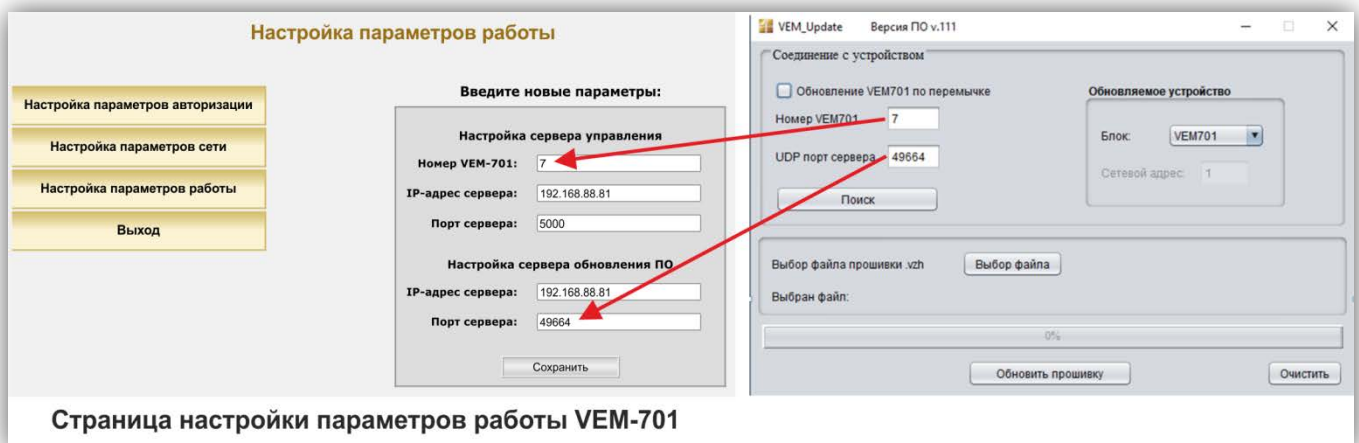 Настройка параметров работы
Настройка параметров авторизации
Настройка параметров сети
Настройка параметров работы
Выход
Введите новые параметры:
Настройка сервера управления
Номер VEM-701: 7
IP-адрес сервера: 192.168.88.81
Порт сервера: 5000
Настройка сервера обновления ПО
IP-адрес сервера: 192.168.88.81
Порт сервера: 49664
Сохранить
VEM_Update Версия ПО v.111
Соединение с устройством
Обновление VEM701 по перемычке
Номер VEM701 7
UDP порт сервера 49664
Поиск
Обновляемое устройство
Блок: VEM701
Сетевой адрес: 1
Выбор файла прошивки .vzh Выбор файла
Выбран файл:
0%
Обновить прошивку Очистить
Страница настройки параметров работы VEM-701